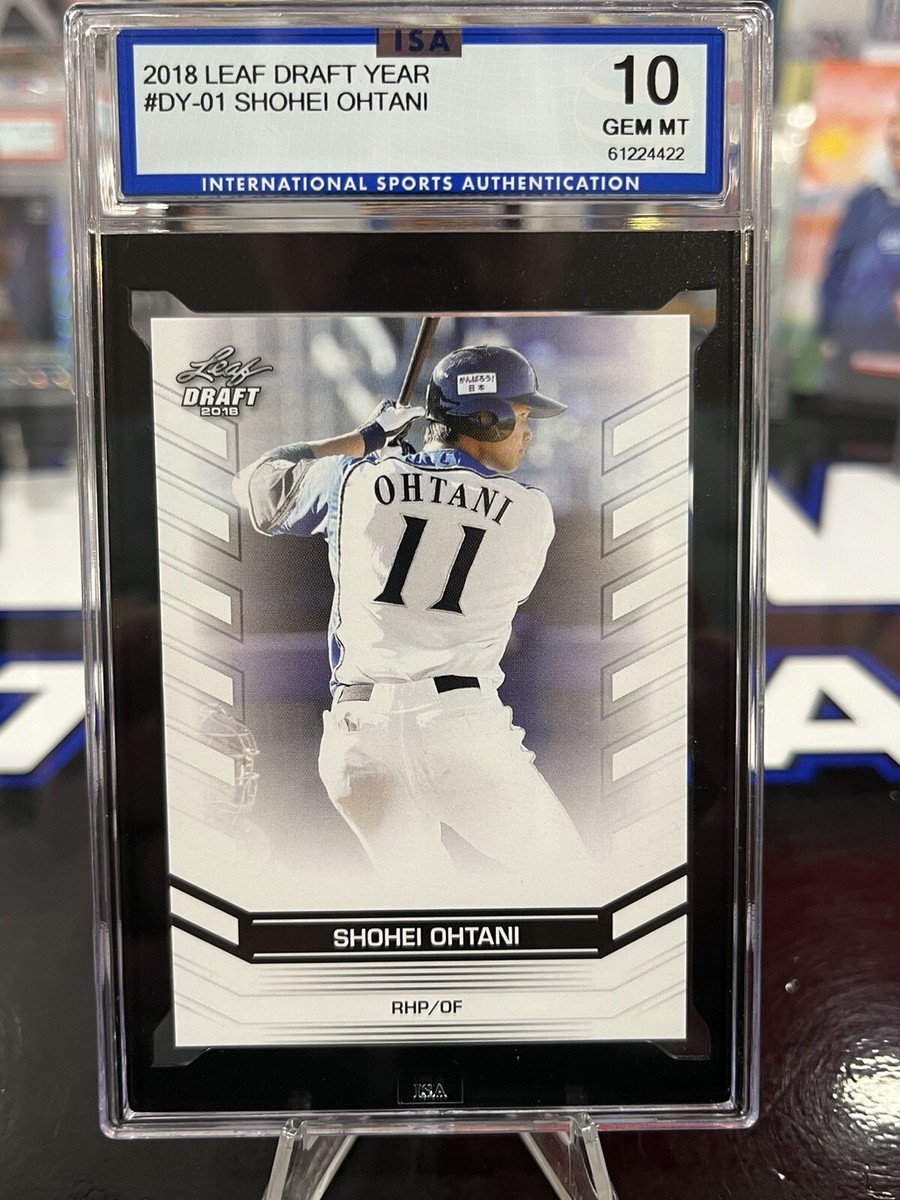 ISA
2018 LEAF DRAFT YEAR
#DY-01 SHOHEI OHTANI
10
GEM MT
61224422
INTERNATIONAL SPORTS AUTHENTICATION
Leaf
DRAFT
2018
がんばろう!
日本
OHTANI
11
SHOHEI OHTANI
RHP/OF
ISA